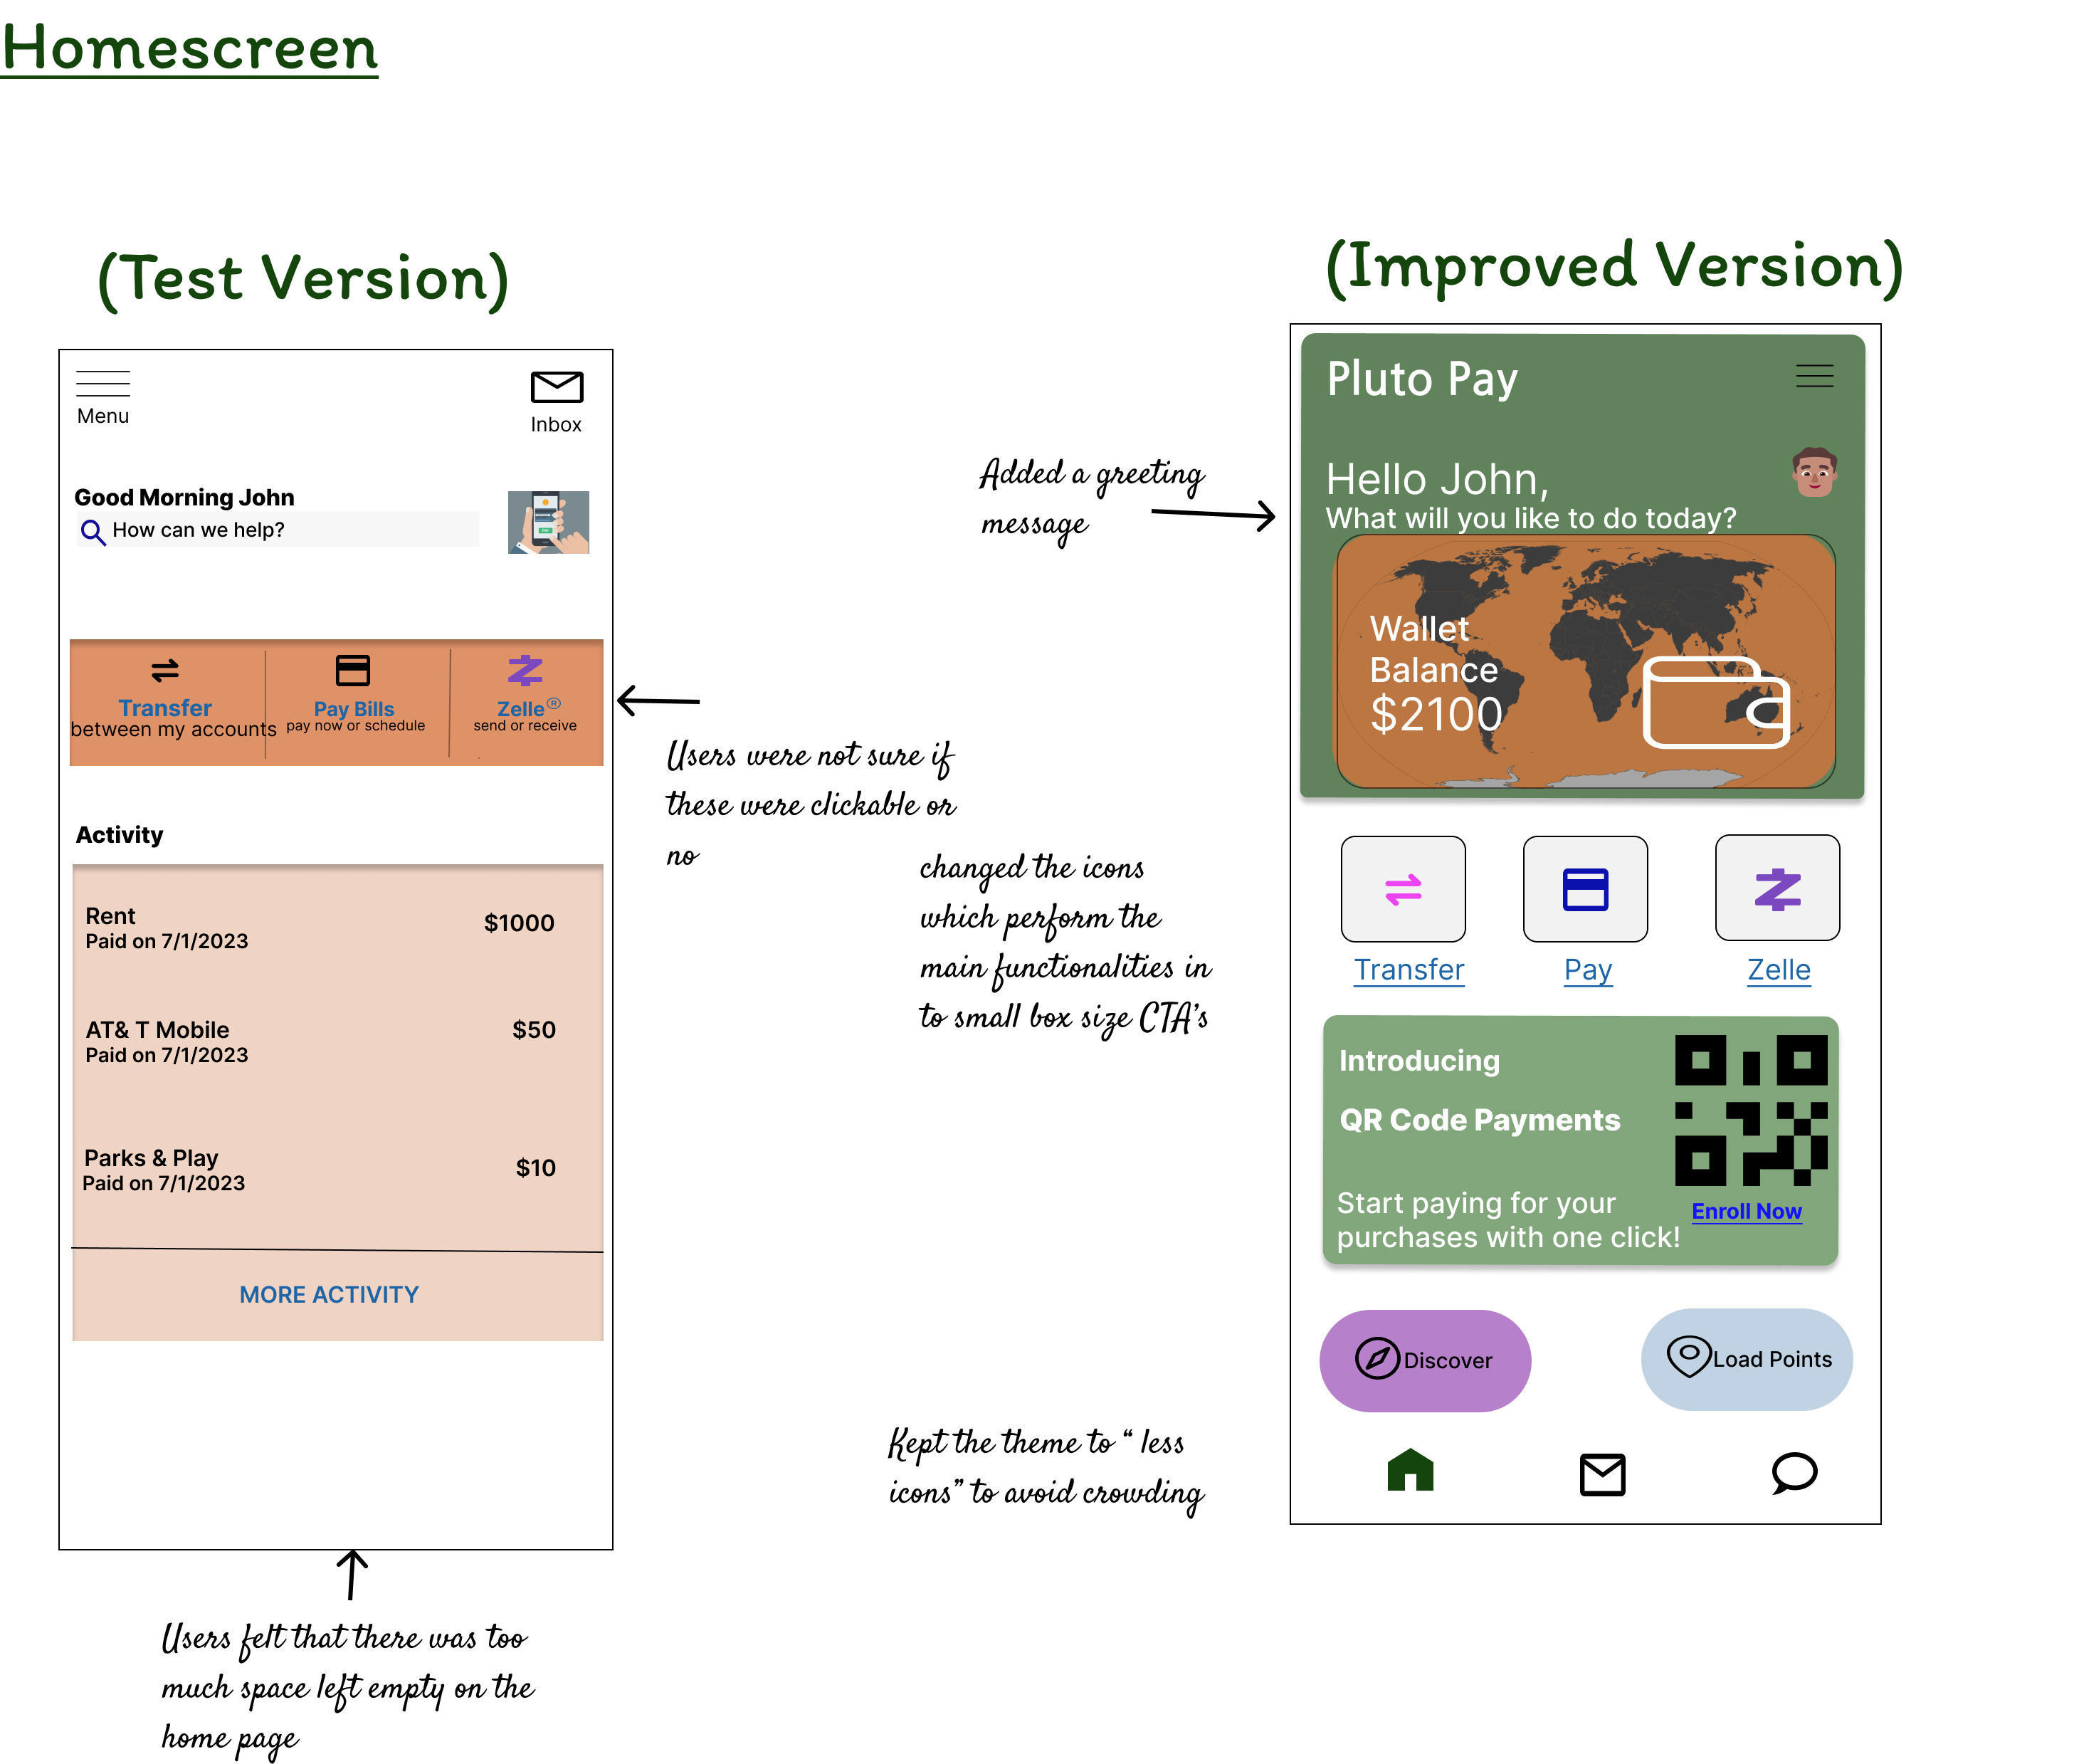 Homescreen
(Test Version)
Menu
Inbox
Good Morning John
How can we help?
Transfer
between my accounts
Pay Bills
pay now or schedule
Zelle®
send or receive
Activity
Rent
Paid on 7/1/2023
$1000
AT& T Mobile
Paid on 7/1/2023
$50
Parks & Play
Paid on 7/1/2023
$10
MORE ACTIVITY
Users felt that there was too
much space left empty on the
home page
Users were not sure if
these were clickable or
no
Added a greeting
message
changed the icons
which perform the
main functionalities in
to small box size CTA's
Kept the theme to “ less
icons” to avoid crowding
(Improved Version)
Pluto Pay
Hello John,
What will you like to do today?
Wallet
Balance
$2100
Transfer
Pay
Zelle
Introducing
QR Code Payments
Start paying for your
purchases with one click!
Enroll Now
Discover
Load Points